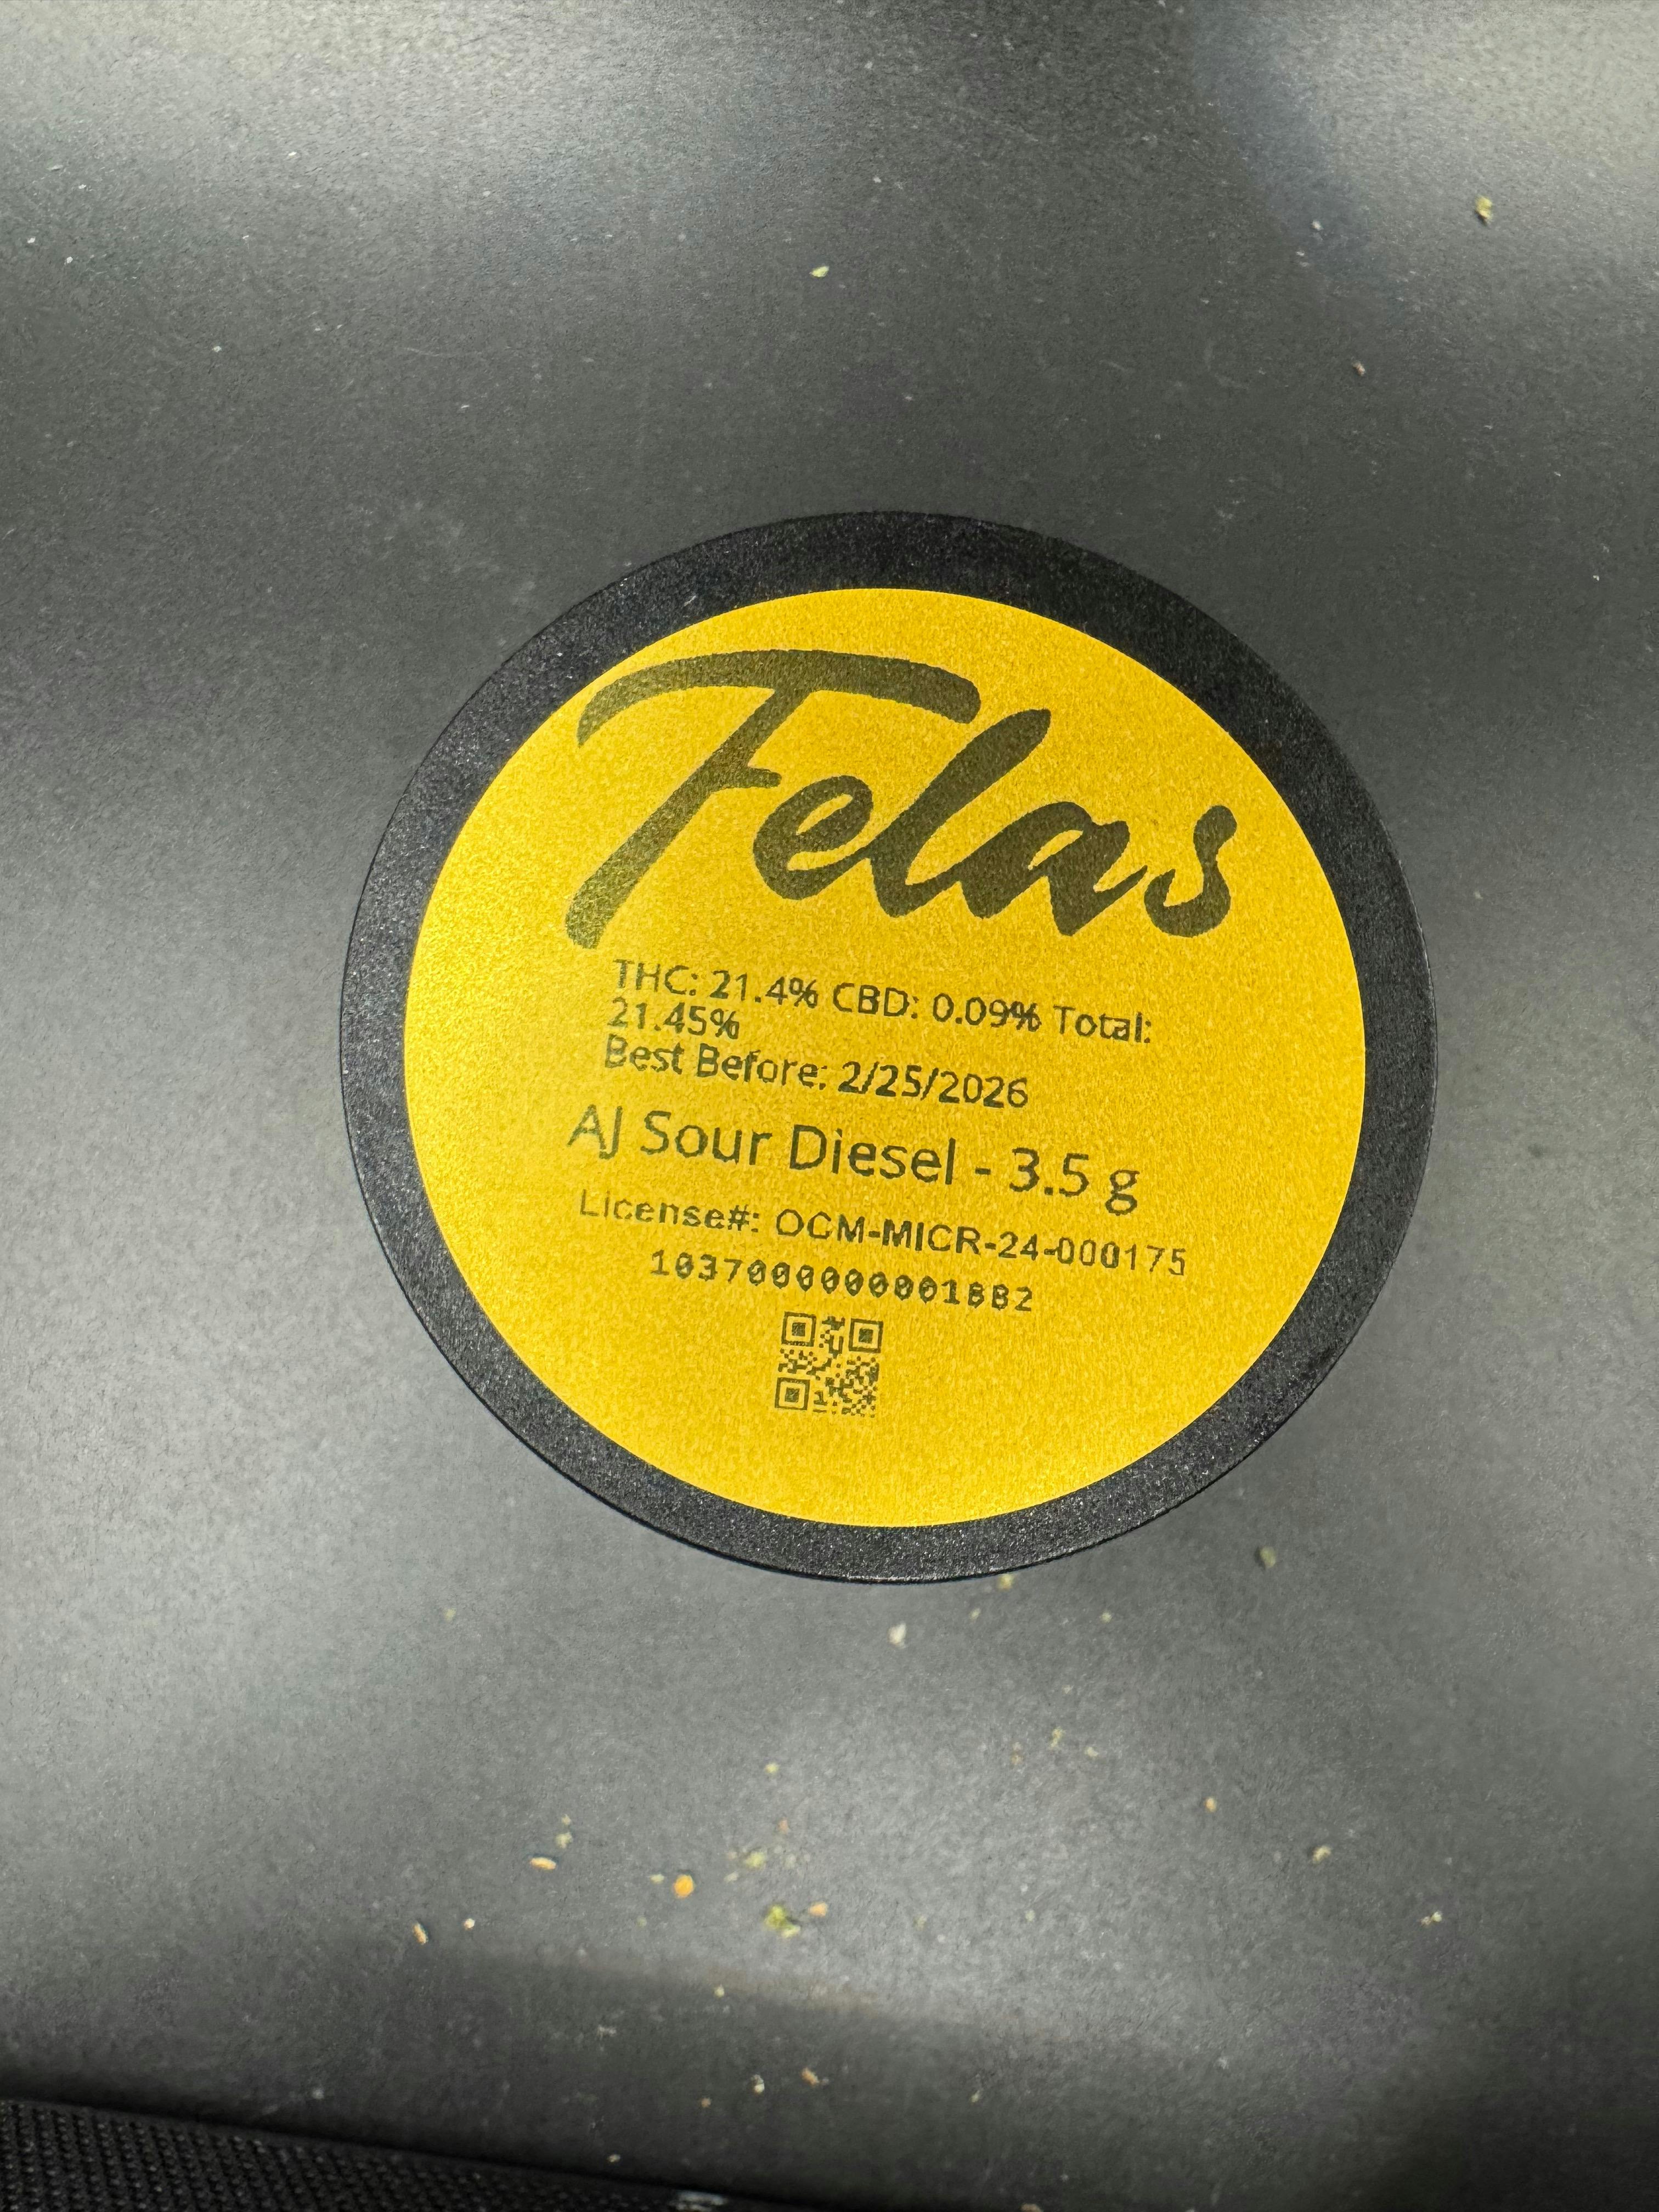 Felas
THC: 21.4% CBD: 0.09% Total:
21.45%
Best Before: 2/25/2026
AJ Sour Diesel - 3.5 g
License#: OCM-MICR-24-000175
1037000000001BB2